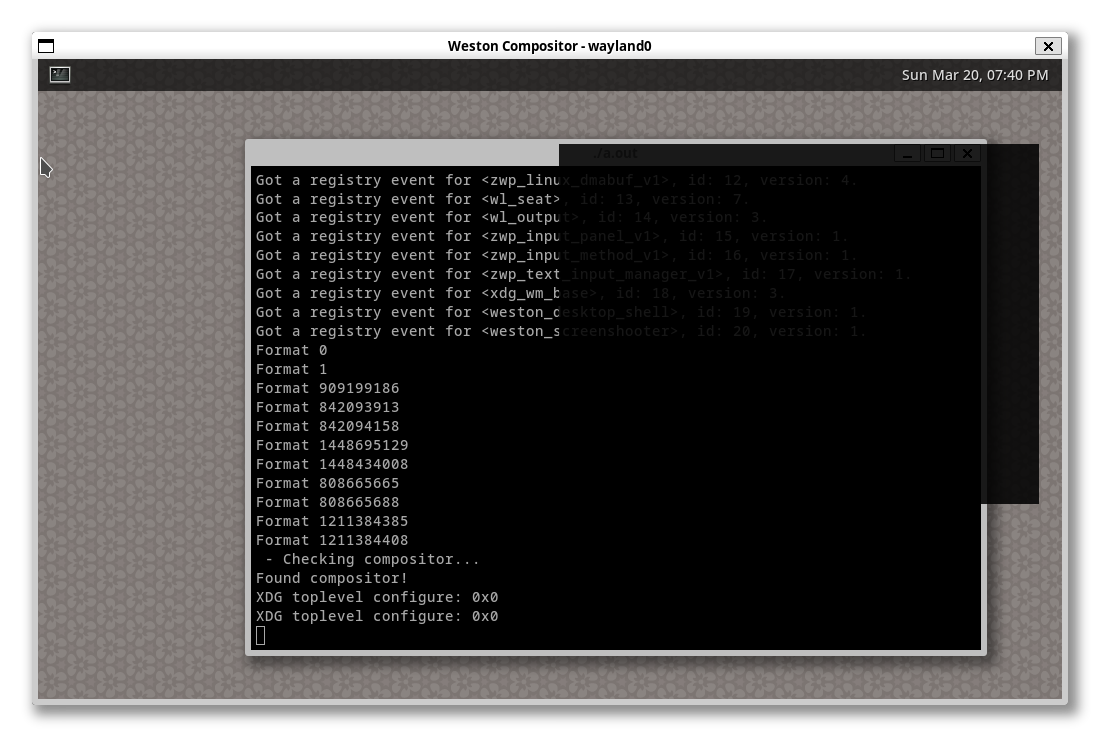 Weston Compositor - wayland0
Sun Mar 20, 07:40 PM
./a.out
Got a registry event for <zwp_linux_dmabuf_v1>, id: 12, version: 4.
Got a registry event for <wl_seat>, id: 13, version: 7.
Got a registry event for <wl_output>, id: 14, version: 3.
Got a registry event for <zwp_input_panel_v1>, id: 15, version: 1.
Got a registry event for <zwp_input_method_v1>, id: 16, version: 1.
Got a registry event for <zwp_text_input_manager_v1>, id: 17, version: 1.
Got a registry event for <xdg_wm_base>, id: 18, version: 3.
Got a registry event for <weston_desktop_shell>, id: 19, version: 1.
Got a registry event for <weston_screenshooter>, id: 20, version: 1.
Format 0
Format 1
Format 909199186
Format 842093913
Format 842094158
Format 1448695129
Format 1448434008
Format 808665665
Format 808665688
Format 1211384385
Format 1211384408
 - Checking compositor...
Found compositor!
XDG toplevel configure: 0x0
XDG toplevel configure: 0x0